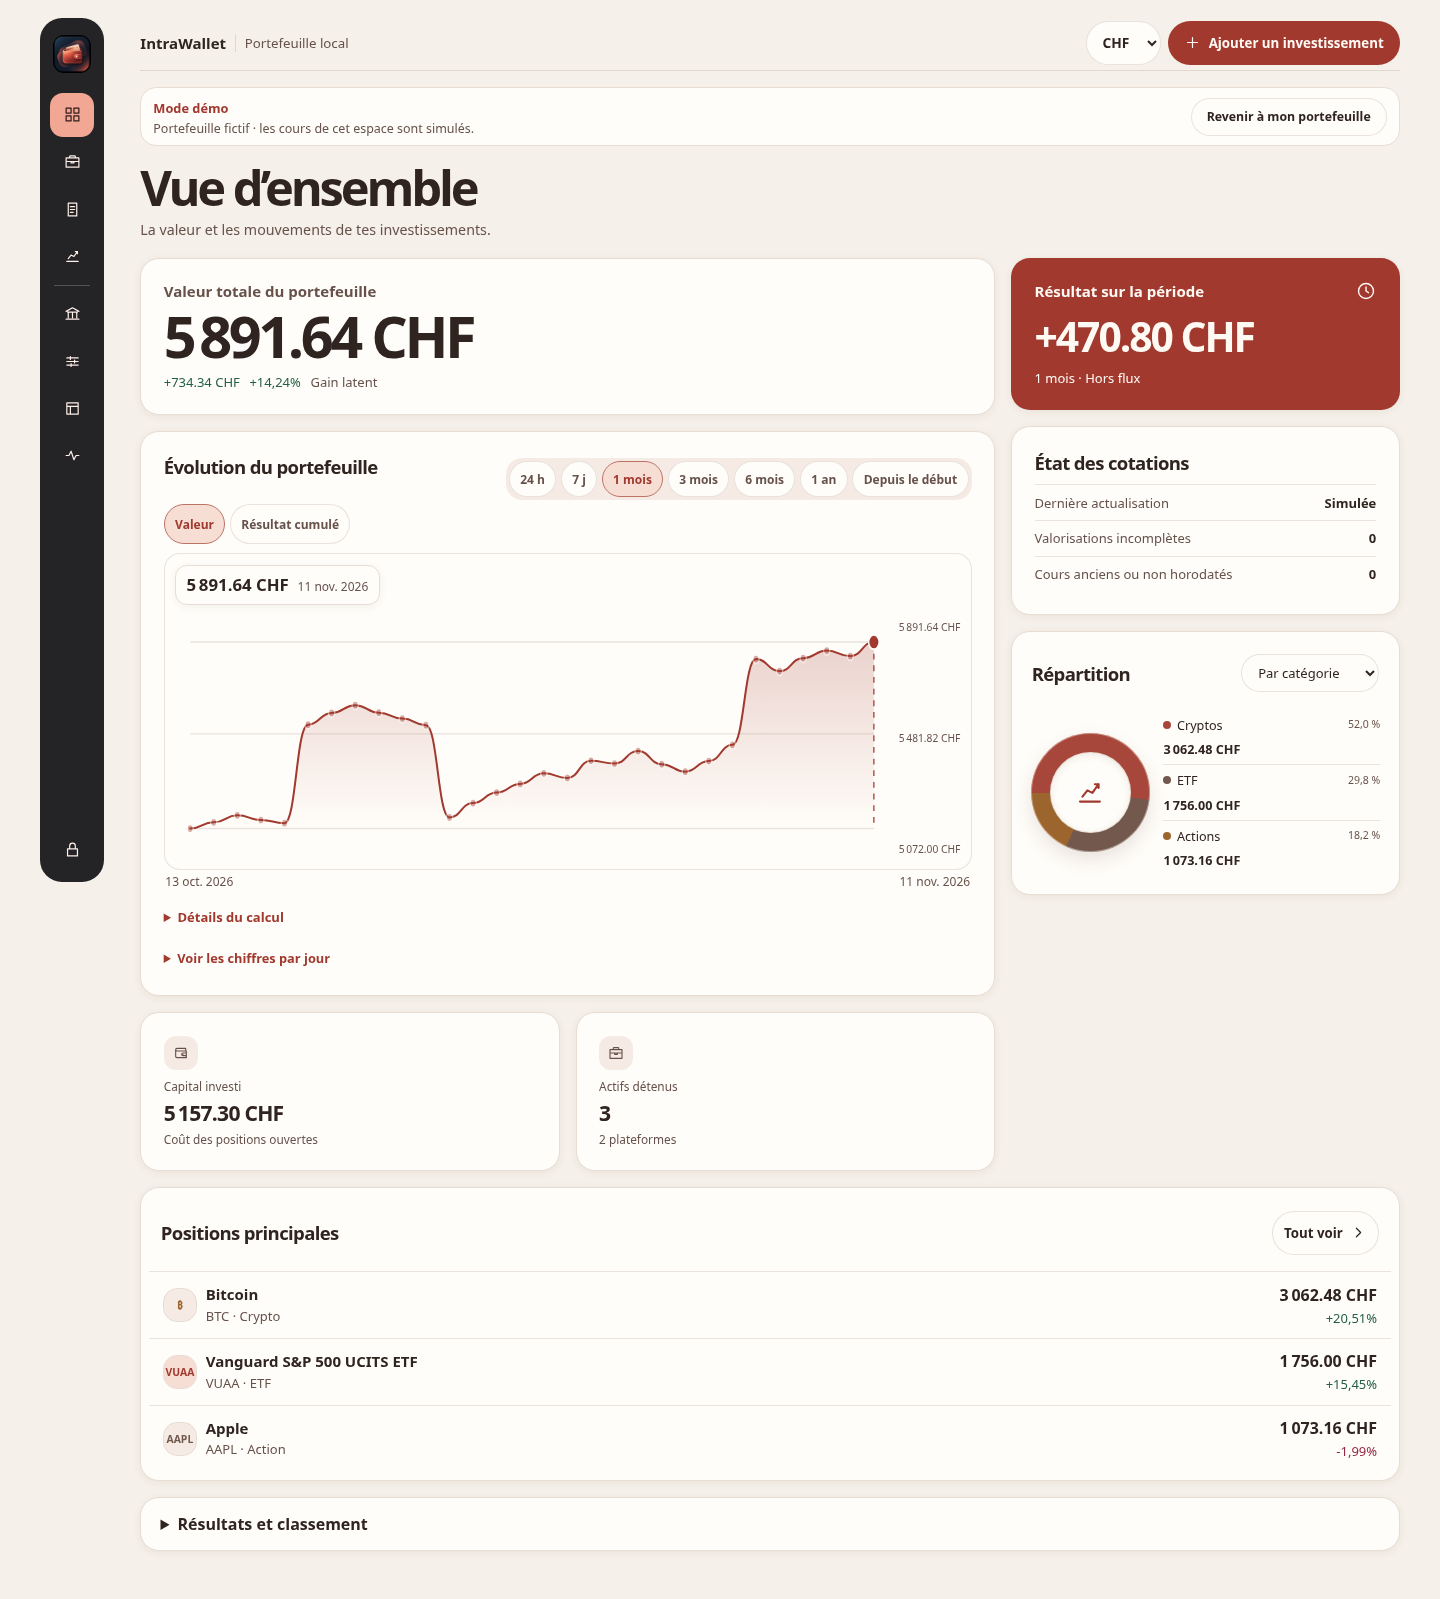 IntraWallet
Portefeuille local
CHF
Ajouter un investissement
Mode démo
Portefeuille fictif · les cours de cet espace sont simulés.
Revenir à mon portefeuille
Vue d’ensemble
La valeur et les mouvements de tes investissements.
Valeur totale du portefeuille
5 891.64 CHF
+734.34 CHF +14,24% Gain latent
Résultat sur la période
+470.80 CHF
1 mois · Hors flux
Évolution du portefeuille
24 h
7 j
1 mois
3 mois
6 mois
1 an
Depuis le début
Valeur
Résultat cumulé
5 891.64 CHF 11 nov. 2026
5 891.64 CHF
5 481.82 CHF
5 072.00 CHF
13 oct. 2026
11 nov. 2026
Détails du calcul
Voir les chiffres par jour
État des cotations
Dernière actualisation Simulée
Valorisations incomplètes 0
Cours anciens ou non horodatés 0
Répartition
Par catégorie
Cryptos 52,0 %
3 062.48 CHF
ETF 29,8 %
1 756.00 CHF
Actions 18,2 %
1 073.16 CHF
Capital investi
5 157.30 CHF
Coût des positions ouvertes
Actifs détenus
3
2 plateformes
Positions principales
Tout voir
₿
Bitcoin
BTC · Crypto
3 062.48 CHF
+20,51%
VUAA
Vanguard S&P 500 UCITS ETF
VUAA · ETF
1 756.00 CHF
+15,45%
AAPL
Apple
AAPL · Action
1 073.16 CHF
-1,99%
Résultats et classement